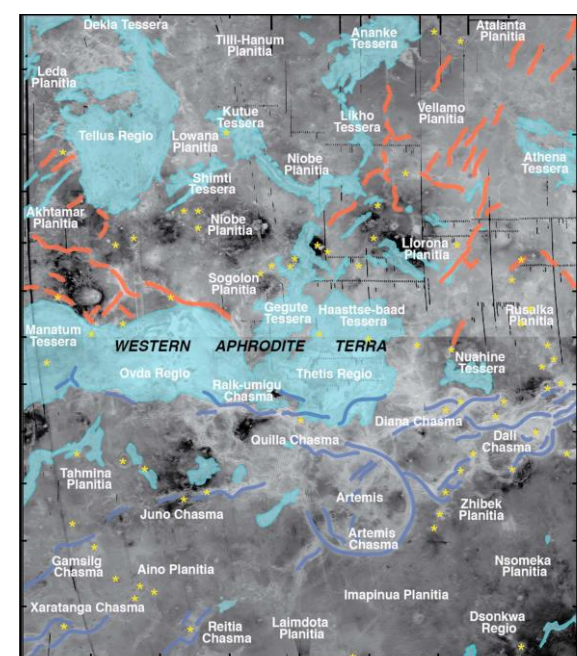 Dekla Tessera
Tilli-Hanum
Planitia
Ananke
Tessera
Atalanta
Planitia
Leda
Planitia
Kutue
Tessera
Likho
Tessera
Vellamo
Planitia
Tellus Regio
Lowana
Planitia
Niobe
Planitia
Athena
Tessera
Shimti
Tessera
Akhtamar
Planitia
Niobe
Planitia
Llorona
Planitia
Sogolon
Planitia
Gegute
Tessera
Haasttse-baad
Tessera
Rusalka
Planitia
Manatum
Tessera
WESTERN APHRODITE TERRA
Nuahine
Tessera
Ovda Regio
Thetis Regio
Ralk-umigu
Chasma
Diana Chasma
Quilla Chasma
Dali
Chasma
Tahmina
Planitia
Artemis
Juno Chasma
Zhibek
Planitia
Artemis
Chasma
Gamsilg
Chasma
Aino Planitia
Nsomeka
Planitia
Imapinua Planitia
Xaratanga Chasma
Reitia
Chasma
Laimdota
Planitia
Dsonkwa
Regio